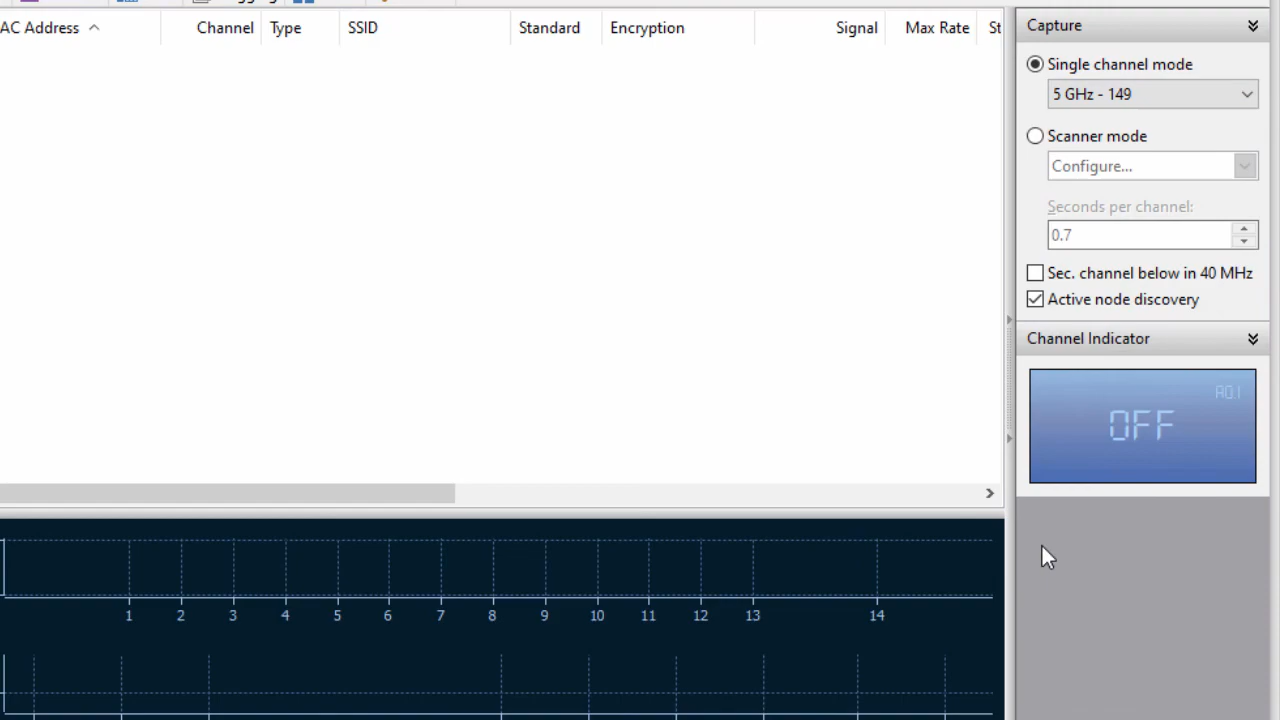 AC Address Channel Type SSID Standard Encryption Signal Max Rate St
Capture
Single channel mode
5 GHz - 149
Scanner mode
Configure...
Seconds per channel:
0.7
Sec. channel below in 40 MHz
Active node discovery
Channel Indicator
A0.1
OFF
1 2 3 4 5 6 7 8 9 10 11 12 13 14